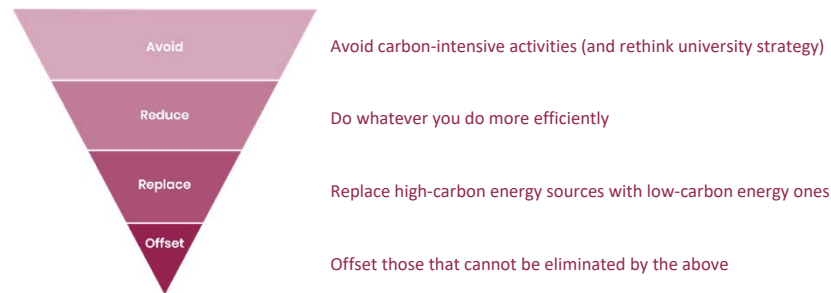 Avoid
Avoid carbon-intensive activities (and rethink university strategy)
Reduce
Do whatever you do more efficiently
Replace
Replace high-carbon energy sources with low-carbon energy ones
Offset
Offset those that cannot be eliminated by the above